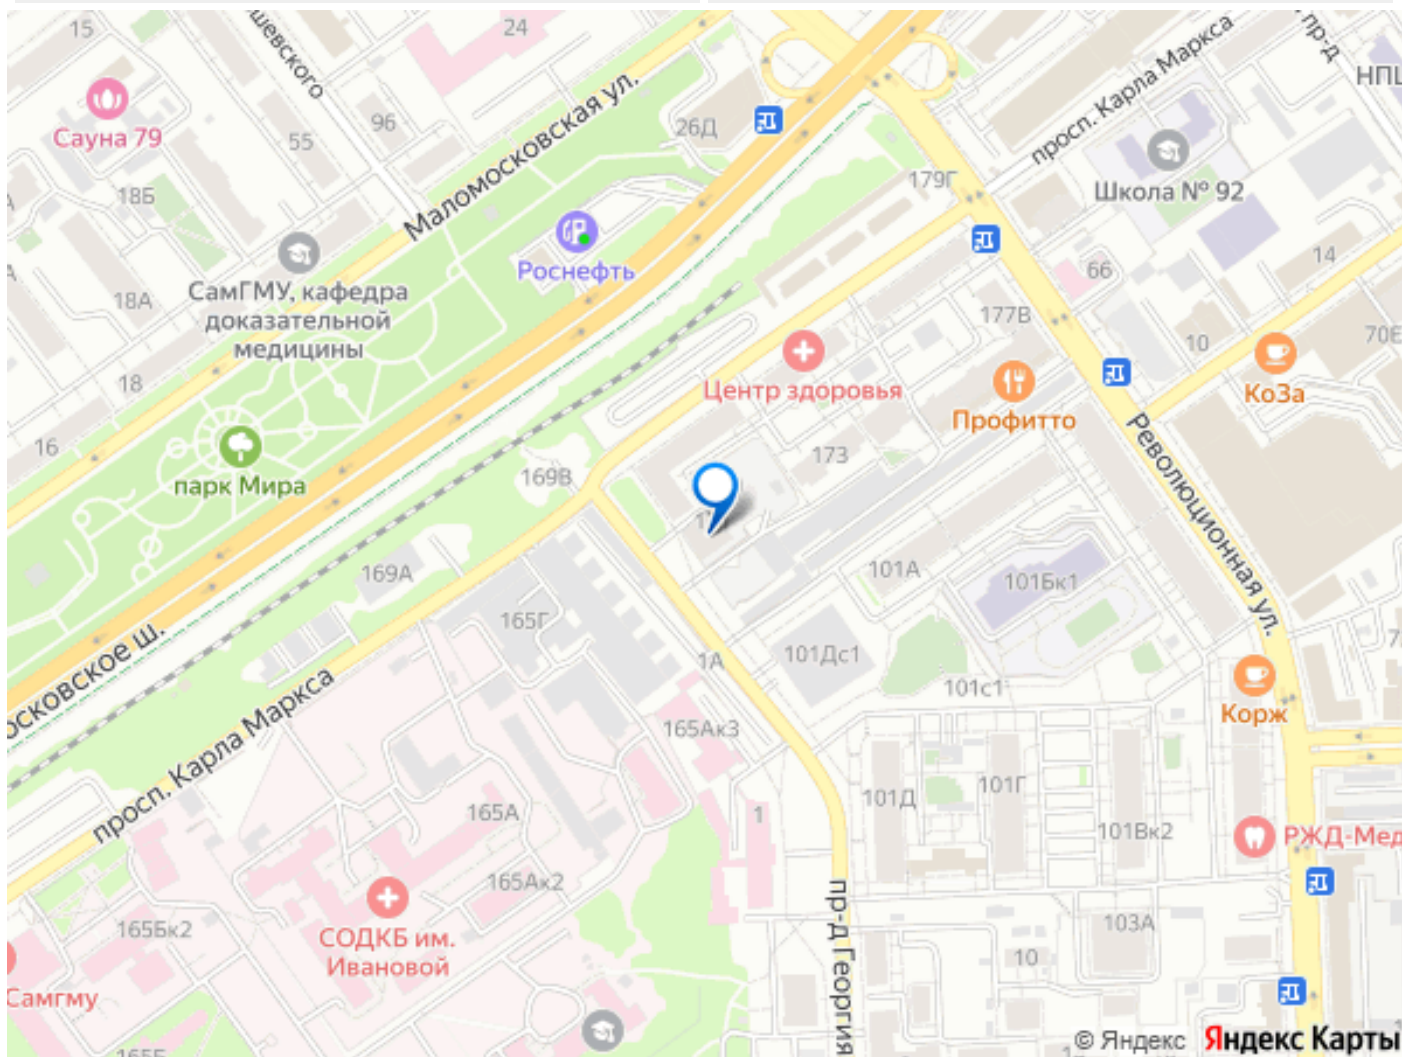 15
24
шевского
пр-д
просп. Карла Маркса
НПЦ
Сауна 79
55
96
Маломосковская ул.
26Д
18Б
179Г
Школа № 92
Роснефть
СамГМУ, кафедра
доказательной
медицины
18А
66
14
177В
10
70Е
18
Центр здоровья
Профитто
КоЗа
16
парк Мира
169В
173
Революционная ул.
169А
165Г
101А
101Бк1
осковское ш.
1А
101Дс1
101с1
просп. Карла Маркса
165Ак3
Корж
101Д
101Г
165А
1
101Вк2
РЖД-Мед
165Ак2
пр-д Георгия
165Бк2
СОДКБ им.
Ивановой
103А
10
Самгму
165Б
© Яндекс Яндекс Карты